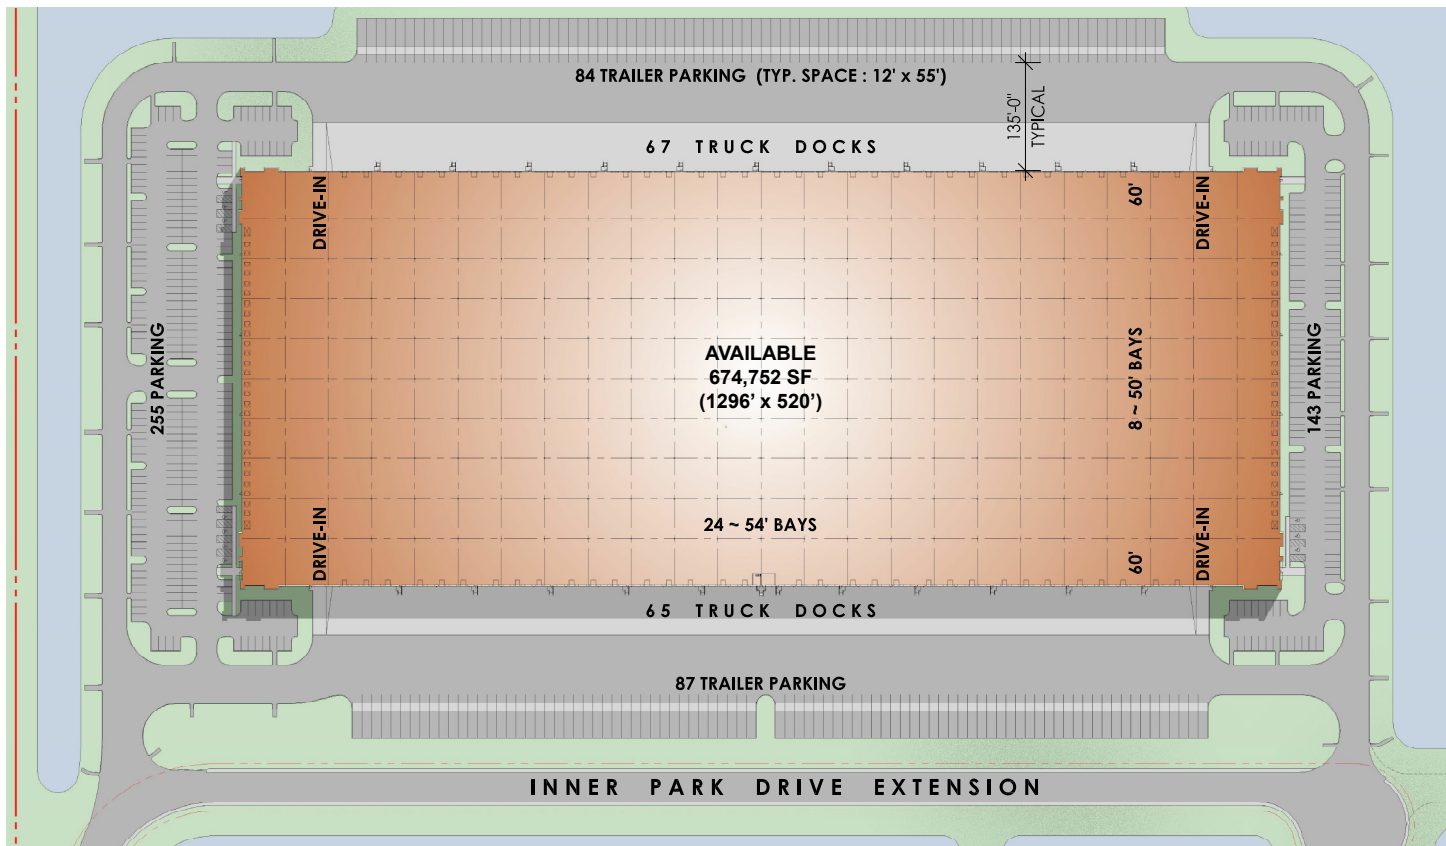 84 TRAILER PARKING (TYP. SPACE : 12' x 55')
135'-0"
TYPICAL
67 TRUCK DOCKS
DRIVE-IN
60'
DRIVE-IN
255 PARKING
AVAILABLE
674,752 SF
(1296' x 520')
8 ~ 50' BAYS
143 PARKING
24 ~ 54' BAYS
DRIVE-IN
60'
DRIVE-IN
65 TRUCK DOCKS
87 TRAILER PARKING
INNER PARK DRIVE EXTENSION